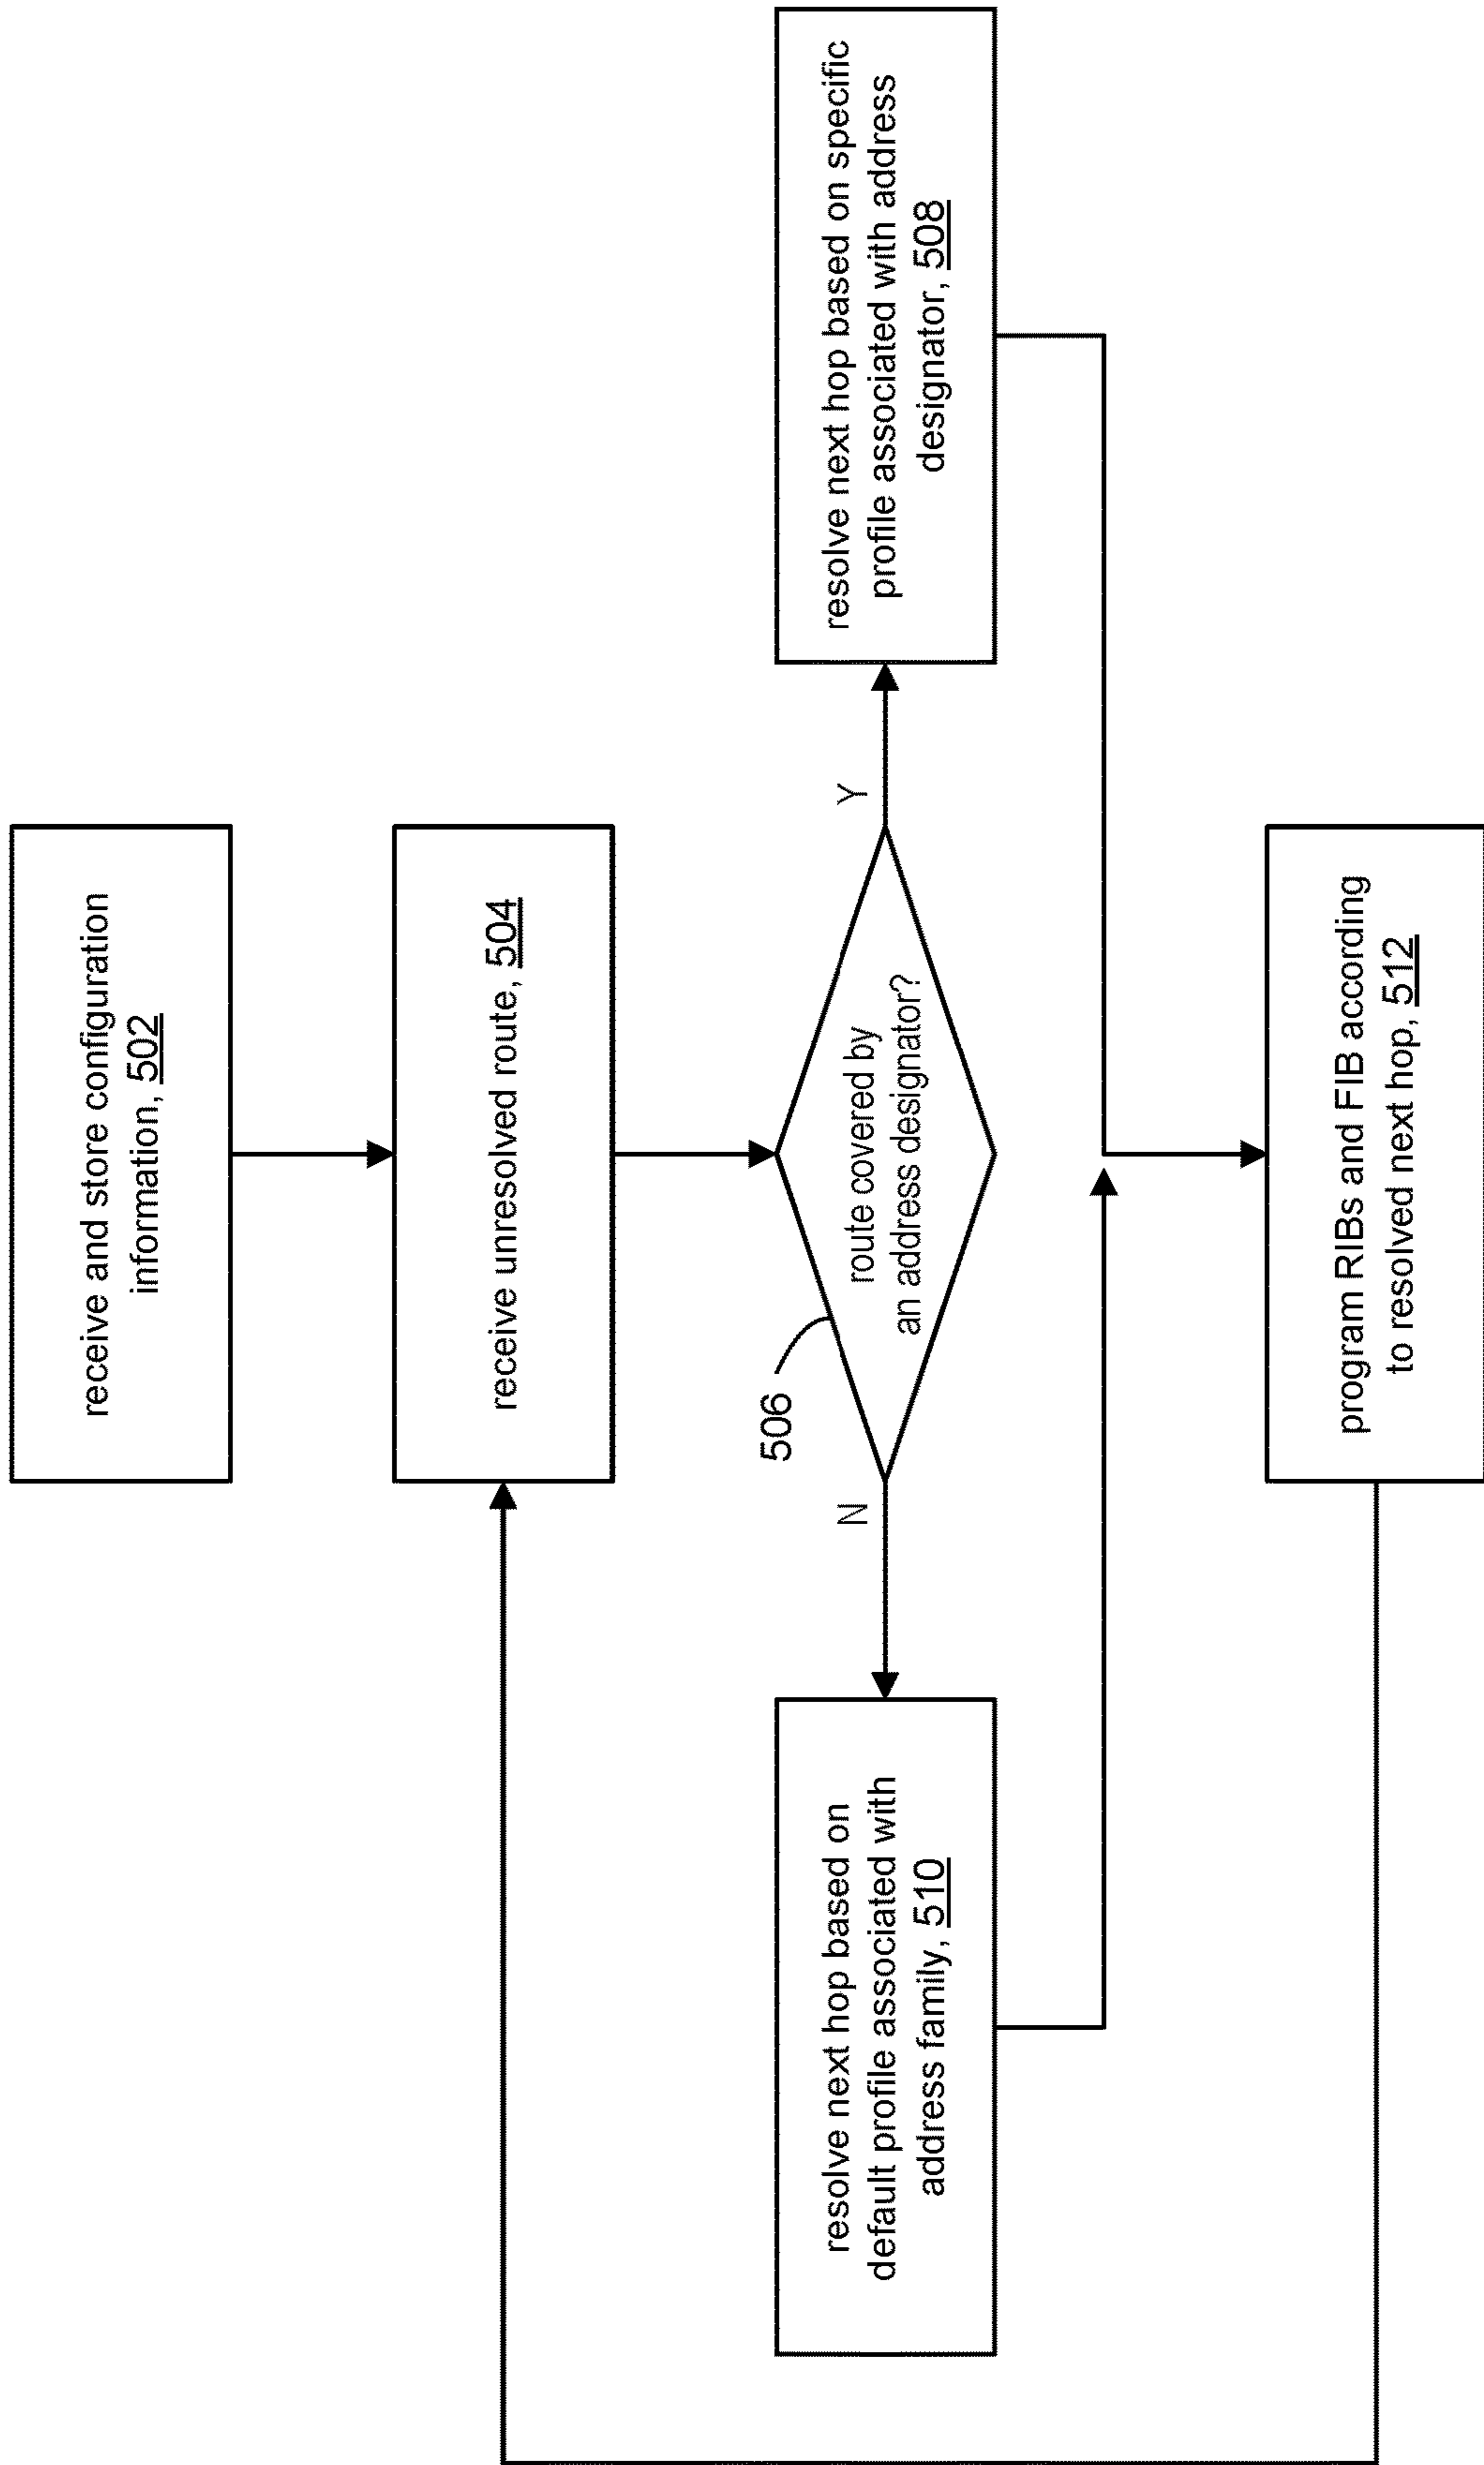 receive and store configuration
information, 502
receive unresolved route, 504
506
route covered by
an address designator?
N
Y
resolve next hop based on
default profile associated with
address family, 510
resolve next hop based on specific
profile associated with address
designator, 508
program RIBs and FIB according
to resolved next hop, 512